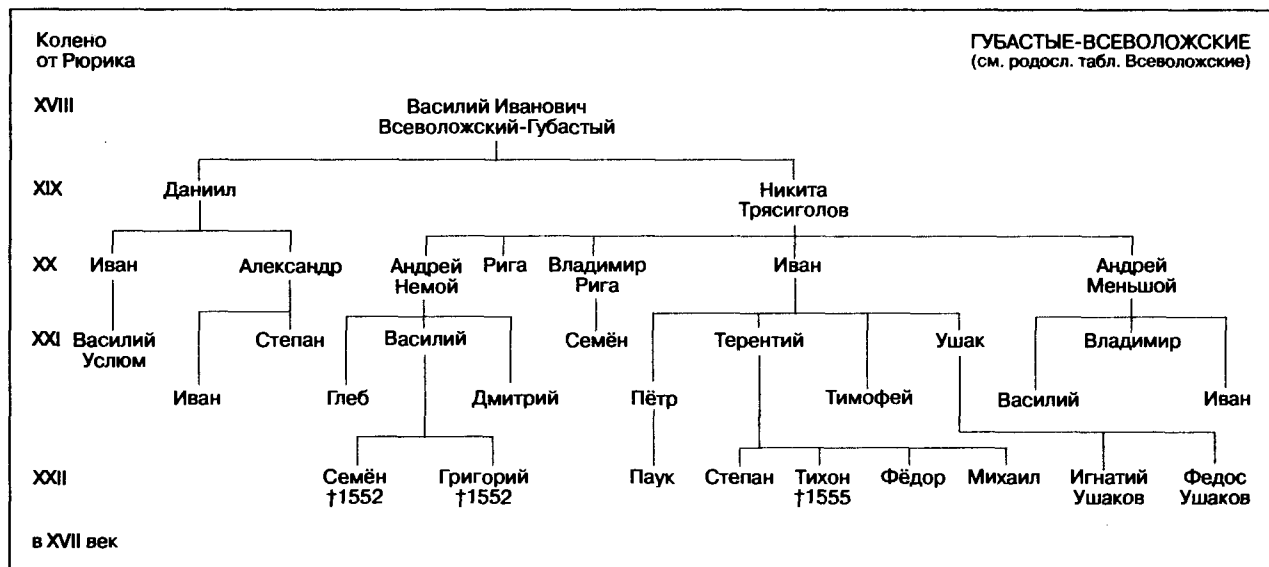 Колено
от Рюрика
ГУБАСТЫЕ-ВСЕВОЛОЖСКИЕ
(см. родосл. табл. Всеволожские)
XVIII
Василий Иванович
Всеволожский-Губастый
XIX
Даниил
Никита
Трясиголов
XX
Иван
Александр
Андрей
Немой
Рига
Владимир
Рига
Иван
Андрей
Меньшой
XXI
Василий
Услюм
Степан
Василий
Семён
Терентий
Ушак
Владимир
Иван
Глеб
Дмитрий
Пётр
Тимофей
Василий
Иван
XXII
Семён
†1552
Григорий
†1552
Паук
Степан
Тихон
†1555
Фёдор
Михаил
Игнатий
Ушаков
Федос
Ушаков
в XVII век